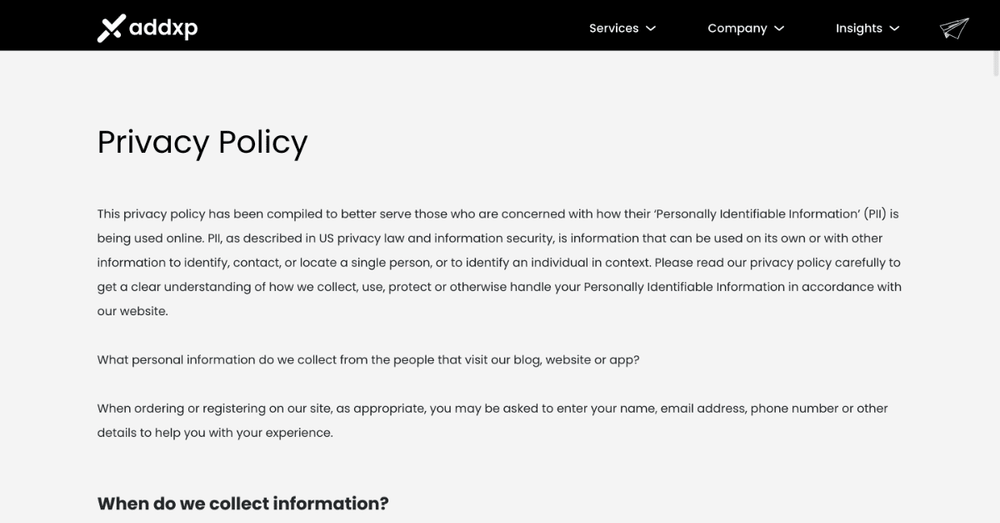 addxp
Services
Company
Insights
Privacy Policy
This privacy policy has been compiled to better serve those who are concerned with how their ‘Personally Identifiable Information’ (PII) is
being used online. PII, as described in US privacy law and information security, is information that can be used on its own or with other
information to identify, contact, or locate a single person, or to identify an individual in context. Please read our privacy policy carefully to
get a clear understanding of how we collect, use, protect or otherwise handle your Personally Identifiable Information in accordance with
our website.
What personal information do we collect from the people that visit our blog, website or app?
When ordering or registering on our site, as appropriate, you may be asked to enter your name, email address, phone number or other
details to help you with your experience.
When do we collect information?